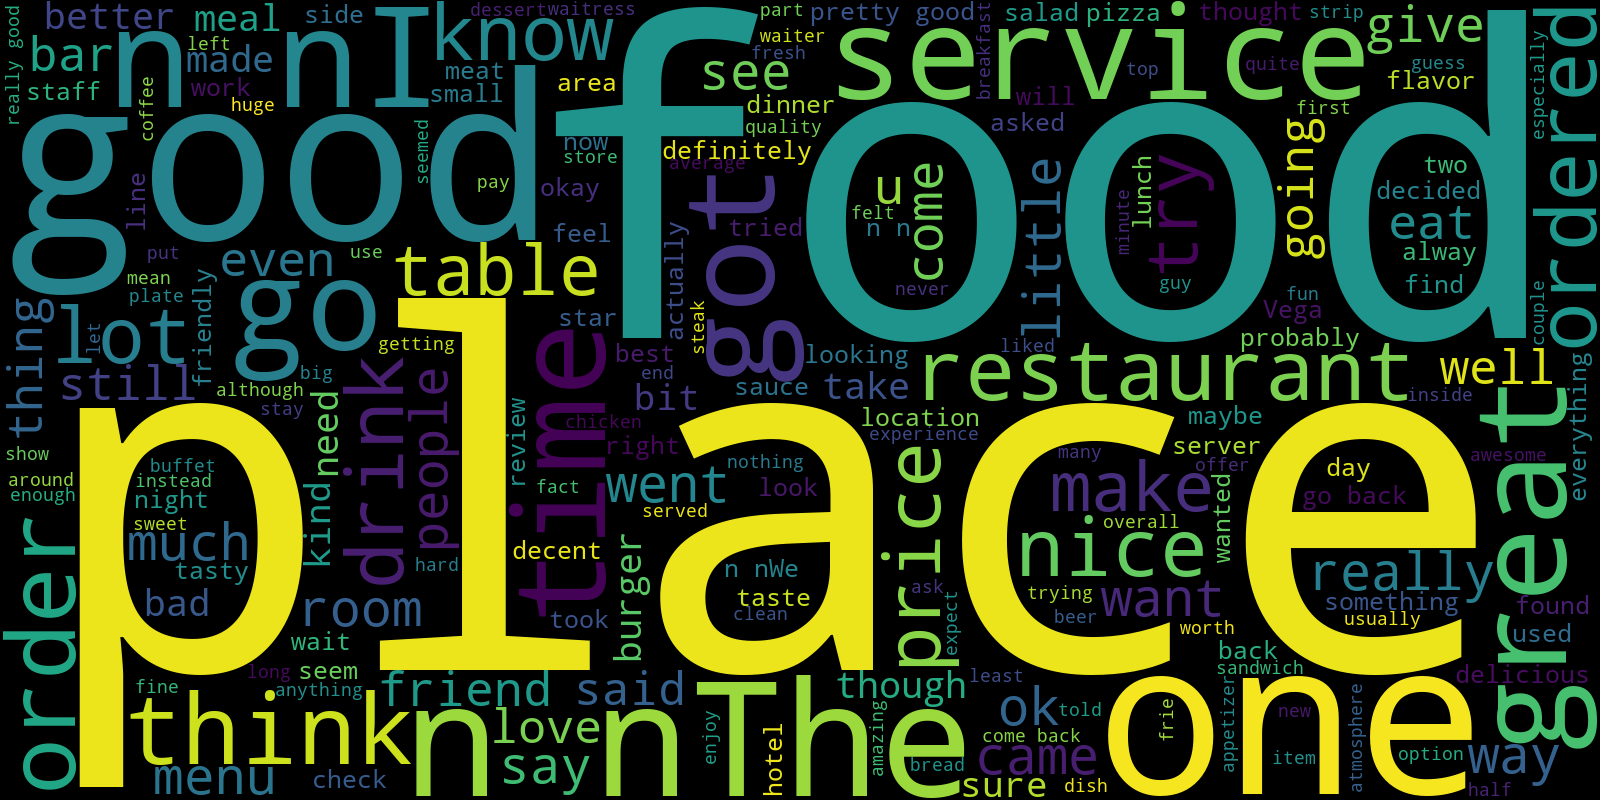 really good
better
meal
side
dessert
waitress
part
pretty good
salad
pizza
thought
strip
bar
left
made
n nI
know
waiter
fresh
service
give
guess
ordered
staff
work
huge
meat
small
area
see
breakfast
top
quite
flavor
especially
coffee
good
food
dinner
quality
will
asked
first
seemed
now
store
definitely
average
line
pay
okay
got
u
felt
n n
come
little
minute
lunch
try
guy
going
two
decided
eat
alway
find
put
even
use
feel
tried
actually
never
mean
plate
friendly
go
table
star
steak
Vega
fun
couple
thing
let
lot
getting
best
end
looking
liked
probably
restaurant
well
still
although
big
stay
drink
people
time
bit
sauce
take
inside
everything
great
need
review
chicken
right
location
experience
maybe
server
many
offer
awesome
show
around
enough
buffet
instead
night
sweet
much
tasty
bad
kind
place
hard
fact
decent
went
served
nothing
look
price
make
wanted
overall
day
go back
nice
really
order
room
burger
n nWe
taste
clean
ask
expect
trying
beer
want
something
usually
found
used
wait
seem
took
worth
back
sandwich
delicious
long
anything
fine
friend
said
though
least
think
n nThe
love
say
enjoy
hotel
amazing
ok
told
come back
came
bread
sure
dish
one
appetizer
frie
new
item
atmosphere
option
way
half
menu
check